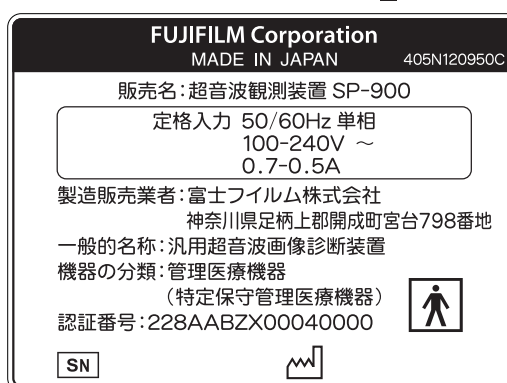 FUJIFILM Corporation
MADE IN JAPAN
405N120950C
販売名:超音波観測装置 SP-900
定格入力 50/60Hz 単相
100-240V ～
0.7-0.5A
製造販売業者:富士フイルム株式会社
神奈川県足柄上郡開成町宮台798番地
一般的名称:汎用超音波画像診断装置
機器の分類:管理医療機器
(特定保守管理医療機器)
認証番号:228AABZX00040000
SN